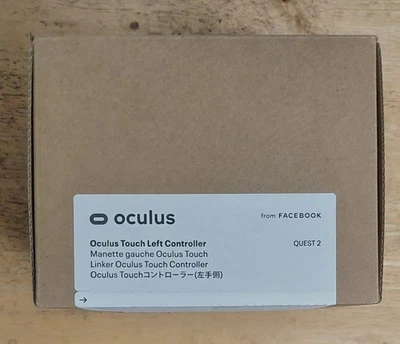 oculus
from FACEBOOK
Oculus Touch Left Controller QUEST 2
Manette gauche Oculus Touch
Linker Oculus Touch Controller
Oculus Touchコントローラー(左手側)